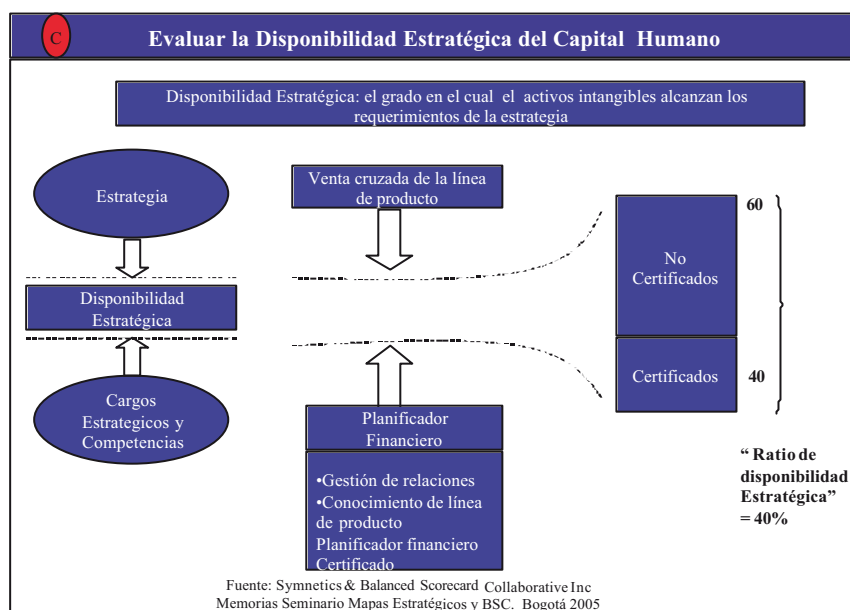 C
Evaluar la Disponibilidad Estratégica del Capital Humano
Disponibilidad Estratégica: el grado en el cual el activos intangibles alcanzan los
requerimientos de la estrategia
Estrategia
Disponibilidad
Estratégica
Cargos
Estrategicos y
Competencias
Venta cruzada de la línea
de producto
Planificador
Financiero
•Gestión de relaciones
•Conocimiento de línea
de producto
Planificador financiero
Certificado
No
Certificados
Certificados
60
40
“ Ratio de
disponibilidad
Estratégica”
= 40%
Fuente: Symnetics & Balanced Scorecard Collaborative Inc
Memorias Seminario Mapas Estratégicos y BSC. Bogotá 2005